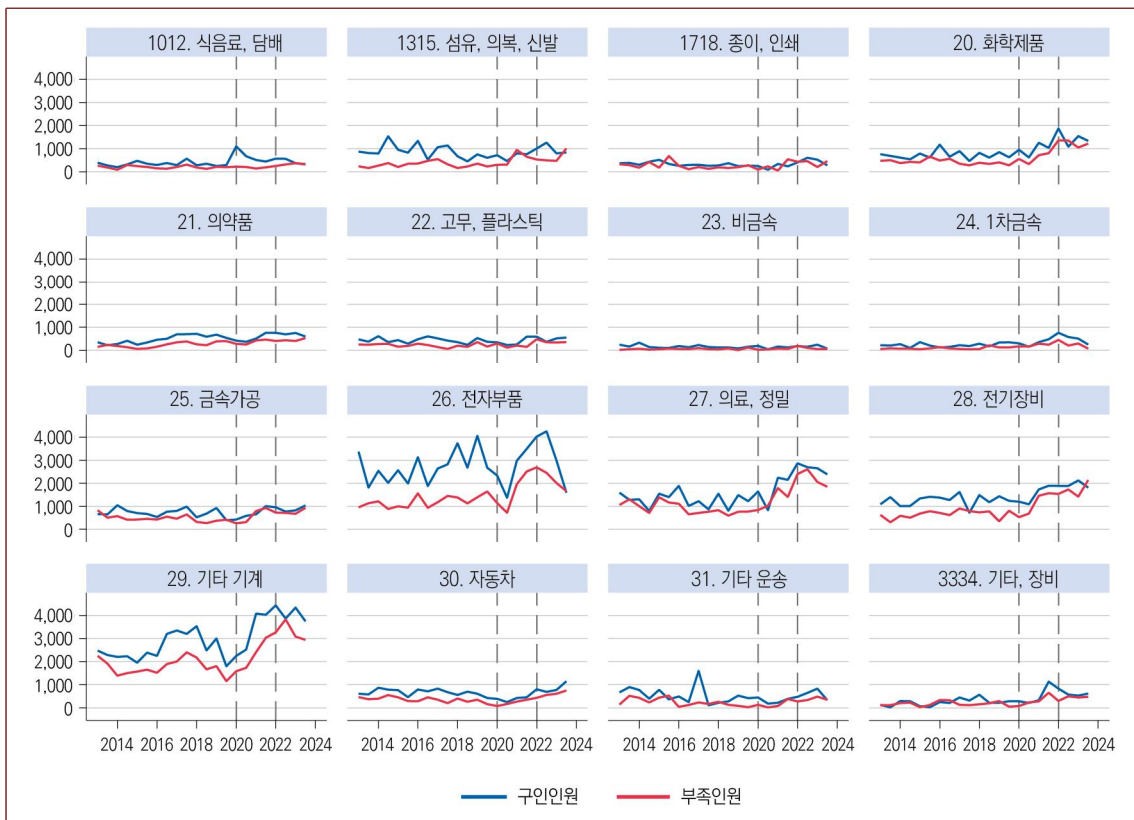 1012. 식음료, 담배
1315. 섬유, 의복, 신발
1718. 종이, 인쇄
20. 화학제품
4,000
3,000
2,000
1,000
0
21. 의약품
22. 고무, 플라스틱
23. 비금속
24. 1차금속
4,000
3,000
2,000
1,000
0
25. 금속가공
26. 전자부품
27. 의료, 정밀
28. 전기장비
4,000
3,000
2,000
1,000
0
29. 기타 기계
30. 자동차
31. 기타 운송
3334. 기타, 장비
4,000
3,000
2,000
1,000
0
2014 2016 2018 2020 2022 2024
2014 2016 2018 2020 2022 2024
2014 2016 2018 2020 2022 2024
2014 2016 2018 2020 2022 2024
구인인원 부족인원